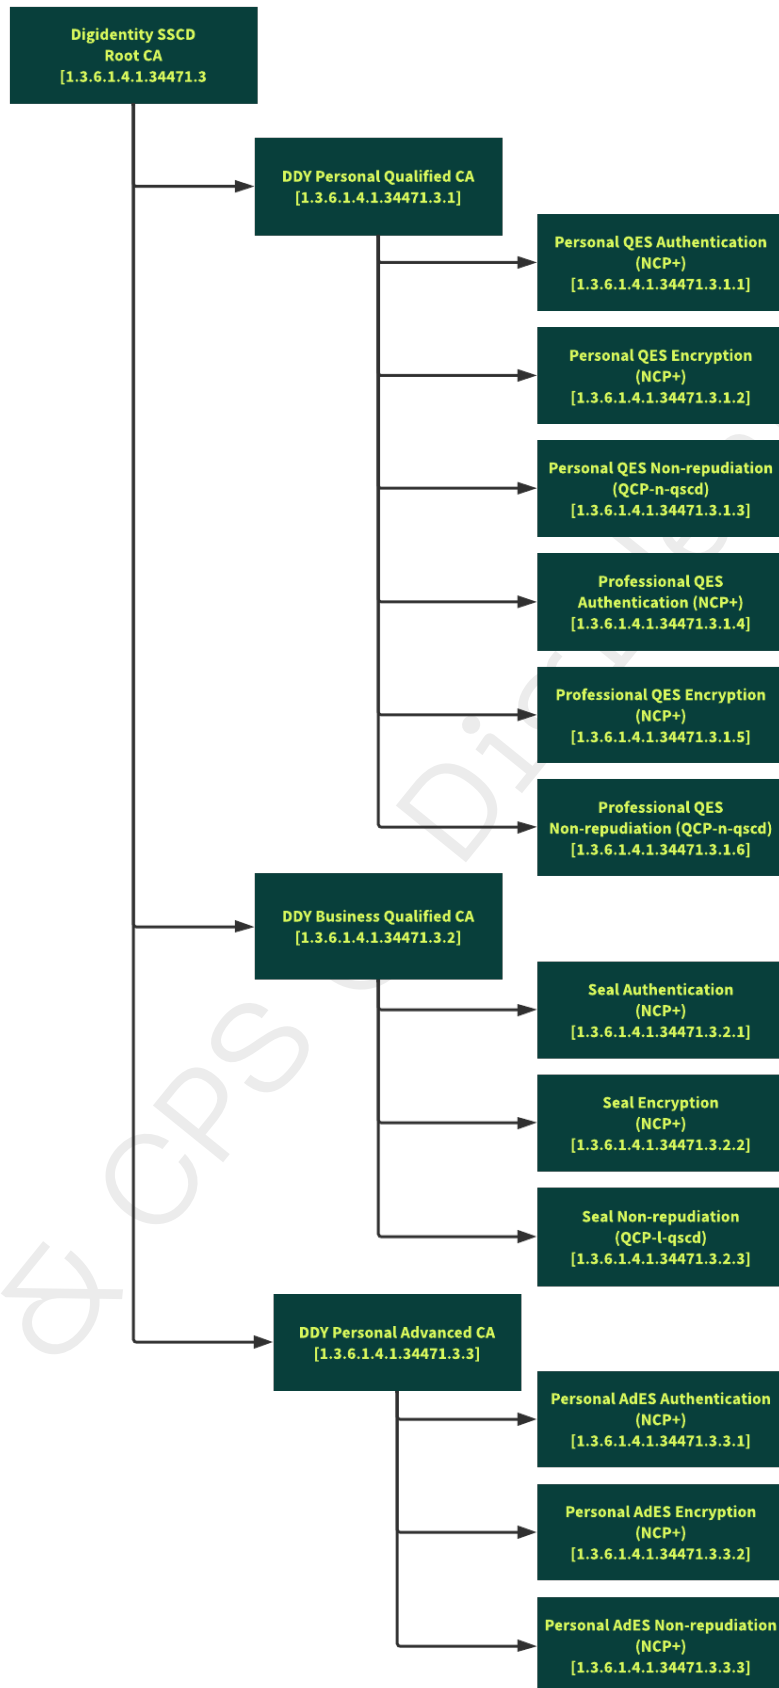 Digidentity SSCD
Root CA
[1.3.6.1.4.1.34471.3
DDY Personal Qualified CA
[1.3.6.1.4.1.34471.3.1]
Personal QES Authentication
(NCP+)
[1.3.6.1.4.1.34471.3.1.1]
Personal QES Encryption
(NCP+)
[1.3.6.1.4.1.34471.3.1.2]
Personal QES Non-repudiation
(QCP-n-qscd)
[1.3.6.1.4.1.34471.3.1.3]
Professional QES
Authentication (NCP+)
[1.3.6.1.4.1.34471.3.1.4]
Professional QES Encryption
(NCP+)
[1.3.6.1.4.1.34471.3.1.5]
Professional QES
Non-repudiation (QCP-n-qscd)
[1.3.6.1.4.1.34471.3.1.6]
DDY Business Qualified CA
[1.3.6.1.4.1.34471.3.2]
Seal Authentication
(NCP+)
[1.3.6.1.4.1.34471.3.2.1]
Seal Encryption
(NCP+)
[1.3.6.1.4.1.34471.3.2.2]
Seal Non-repudiation
(QCP-l-qscd)
[1.3.6.1.4.1.34471.3.2.3]
DDY Personal Advanced CA
[1.3.6.1.4.1.34471.3.3]
Personal AdES Authentication
(NCP+)
[1.3.6.1.4.1.34471.3.3.1]
Personal AdES Encryption
(NCP+)
[1.3.6.1.4.1.34471.3.3.2]
Personal AdES Non-repudiation
(NCP+)
[1.3.6.1.4.1.34471.3.3.3]
& CPS